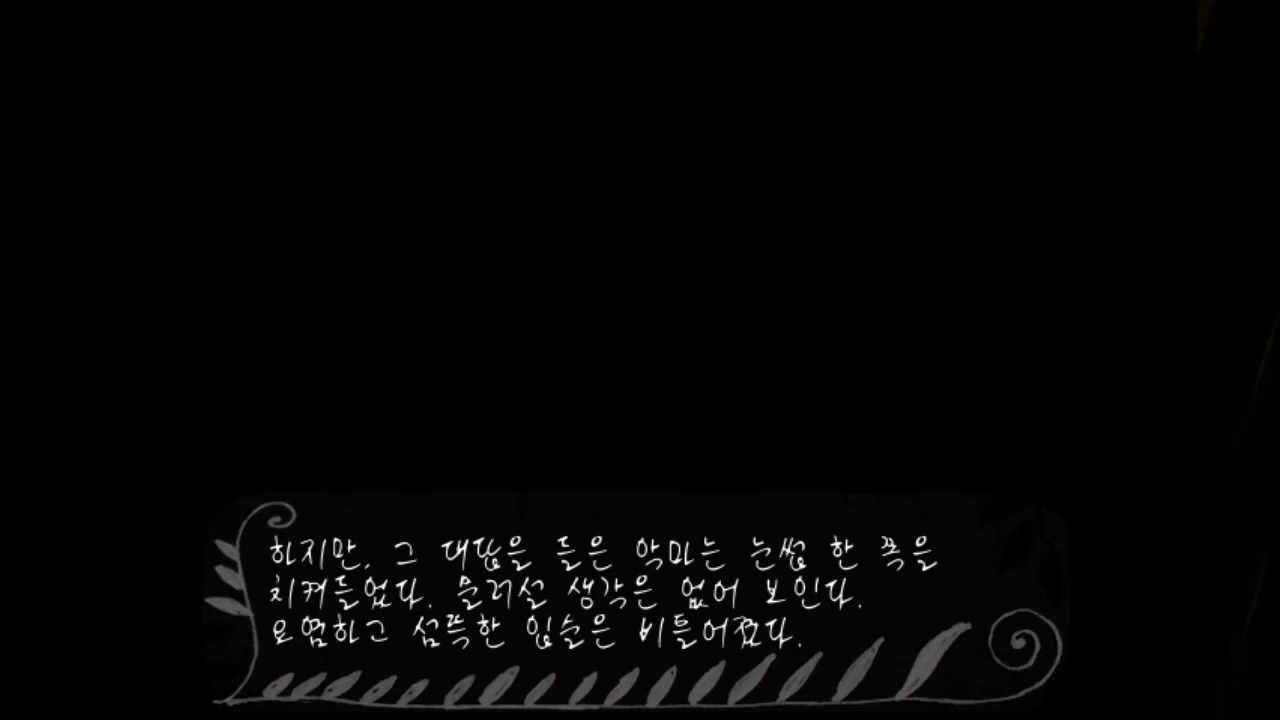 하지만, 그 대답을 들은 악마는 눈썹 한 쪽을
치켜들었다. 물러설 생각은 없어 보인다.
요염하고 섬뜩한 입술은 비틀어졌다.